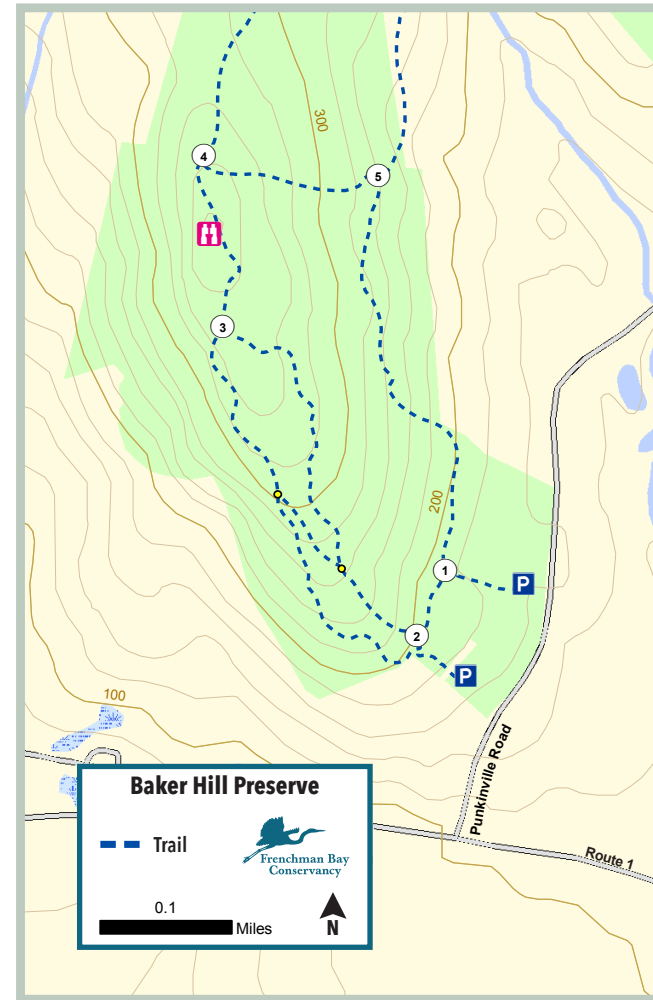 300
4
5
3
200
1
P
2
P
100
Punkinville Road
Route 1
Baker Hill Preserve
Trail
Frenchman Bay
Conservancy
0.1
Miles
N